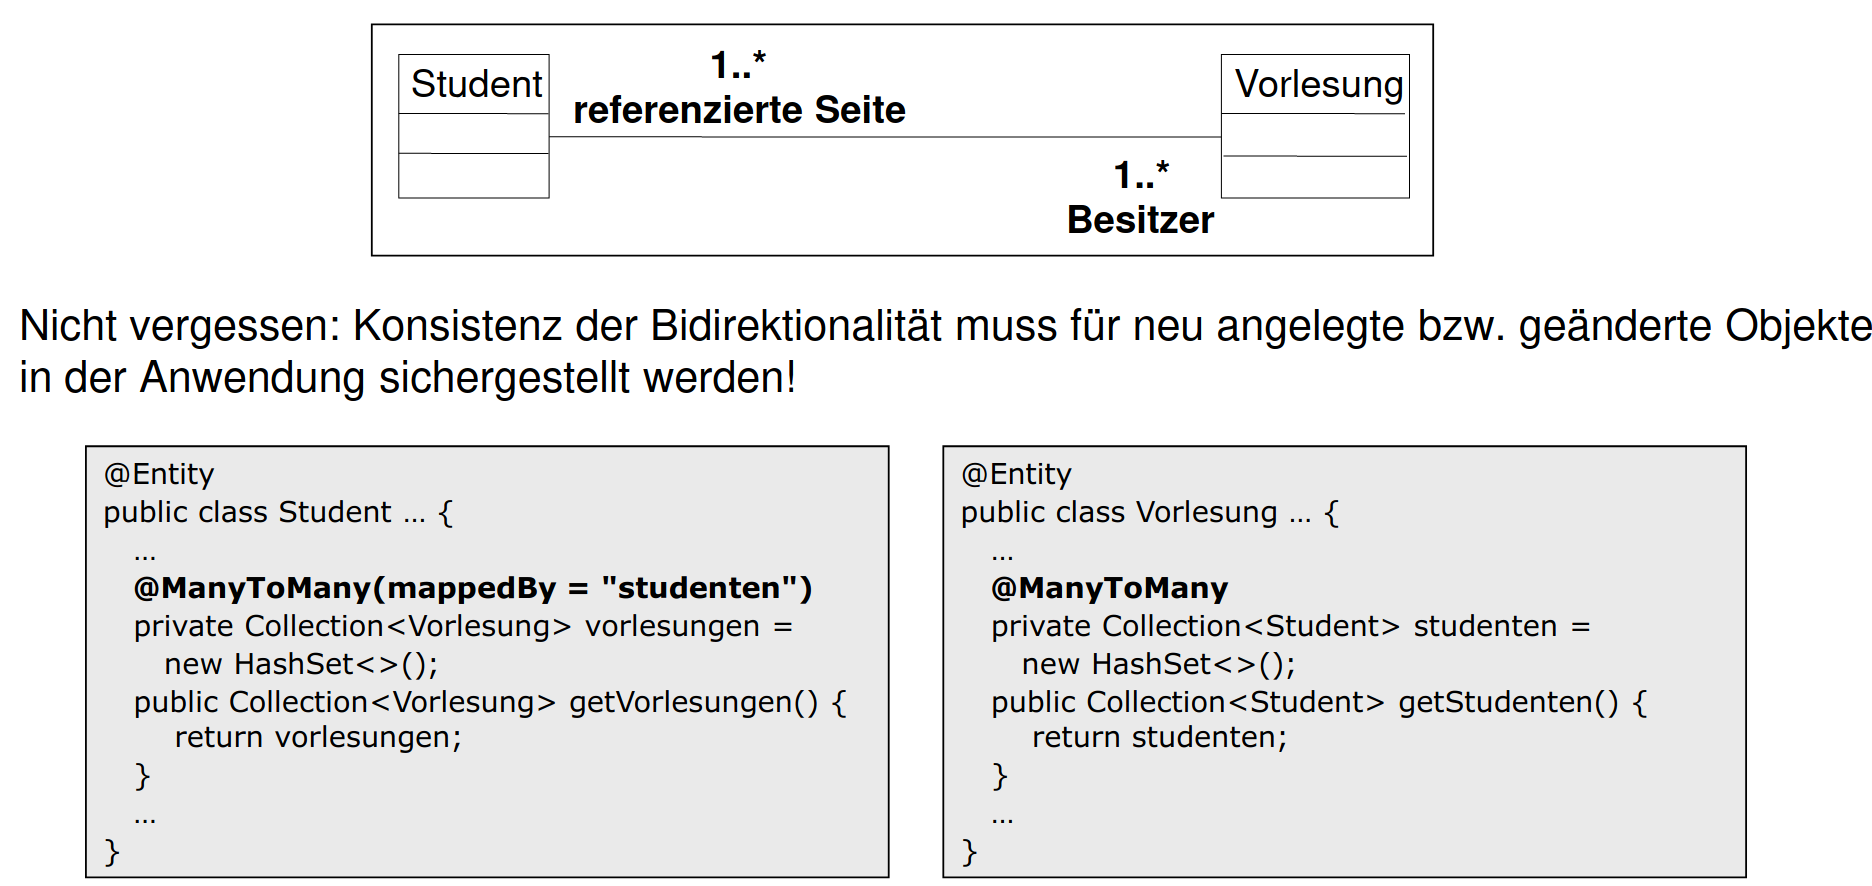 Student
1..*
referenzierte Seite
Vorlesung
1..*
Besitzer
Nicht vergessen: Konsistenz der Bidirektionalität muss für neu angelegte bzw. geänderte Objekte
in der Anwendung sichergestellt werden!
@Entity
public class Student ... {
...
@ManyToMany(mappedBy = "studenten")
private Collection<Vorlesung> vorlesungen =
new HashSet<>();
public Collection<Vorlesung> getVorlesungen() {
return vorlesungen;
}
...
}
@Entity
public class Vorlesung ... {
...
@ManyToMany
private Collection<Student> studenten =
new HashSet<>();
public Collection<Student> getStudenten() {
return studenten;
}
...
}